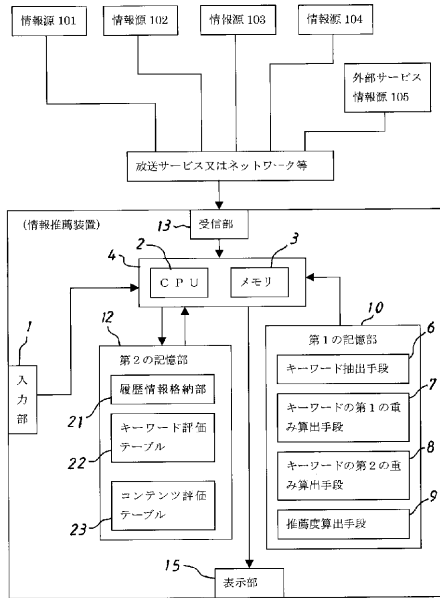 情報源 101
情報源 102
情報源 103
情報源 104
外部サービス
情報源 105
放送サービス又はネットワーク等
(情報推薦装置)
13
受信部
4
2
3
CPU
メモリ
10
12
第1の記憶部
6
1
第2の記憶部
キーワード抽出手段
入力部
履歴情報格納部
7
21
キーワードの第1の重
み算出手段
キーワード評価
テーブル
22
8
キーワードの第2の重
み算出手段
コンテンツ評価
テーブル
23
9
推薦度算出手段
15
表示部